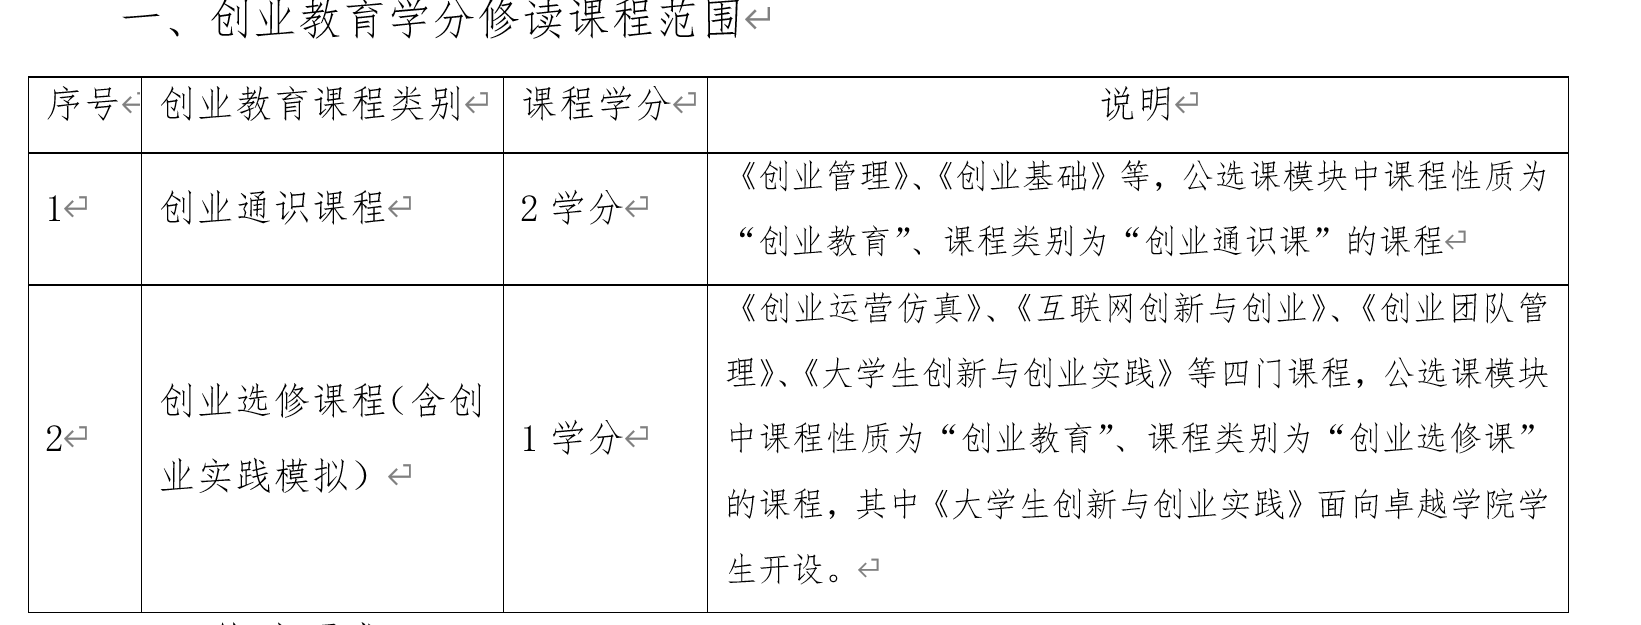 一、创业教育学分修读课程范围
序号 创业教育课程类别 课程学分 说明
1 创业通识课程 2 学分
《创业管理》、《创业基础》等，公选课模块中课程性质为
“创业教育”、课程类别为“创业通识课”的课程
2
创业选修课程（含创
业实践模拟）
1 学分
《创业运营仿真》、《互联网创新与创业》、《创业团队管
理》、《大学生创新与创业实践》等四门课程，公选课模块
中课程性质为“创业教育”、课程类别为“创业选修课”
的课程，其中《大学生创新与创业实践》面向卓越学院学
生开设。